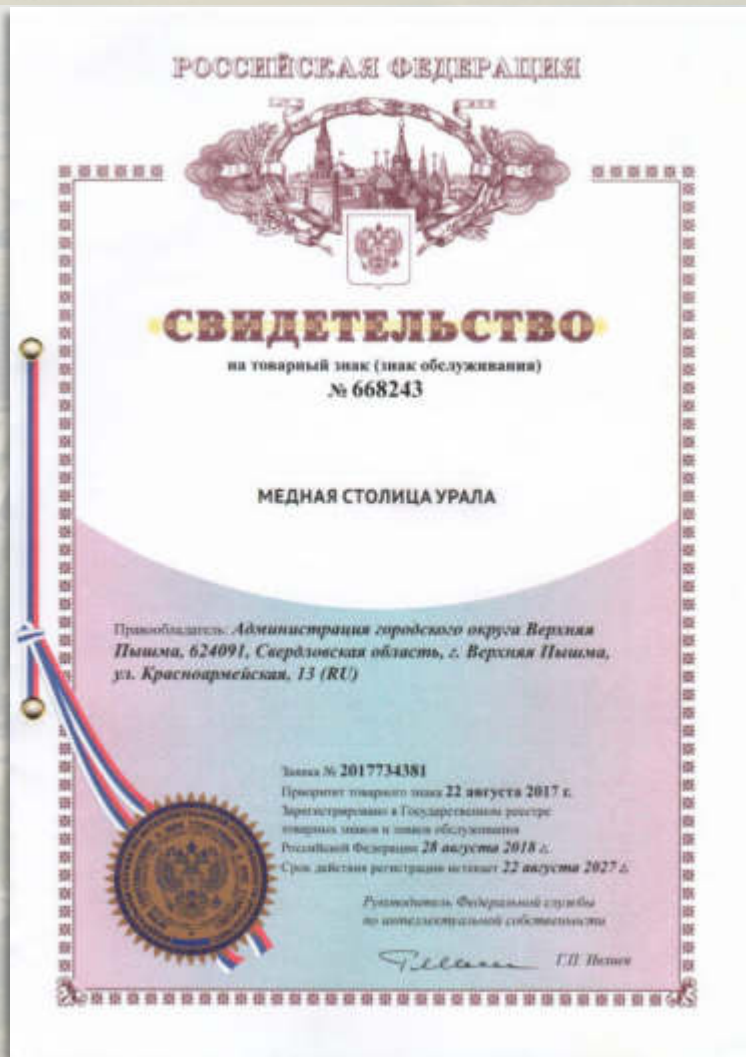 РОССИЙСКАЯ ФЕДЕРАЦИЯ
СВИДЕТЕЛЬСТВО
на товарный знак (знак обслуживания)
№ 668243
МЕДНАЯ СТОЛИЦА УРАЛА
Правообладатель: Администрация городского округа Верхняя
Пышма, 624091, Свердловская область, г. Верхняя Пышма,
ул. Красноармейская, 13 (RU)
Заявка № 2017734381
Приоритет товарного знака 22 августа 2017 г.
Зарегистрировано в Государственном реестре
товарных знаков и знаков обслуживания
Российской Федерации 28 августа 2018 г.
Срок действия регистрации истекает 22 августа 2027 г.
Руководитель Федеральной службы
по интеллектуальной собственности
Г.П. Ивлиев